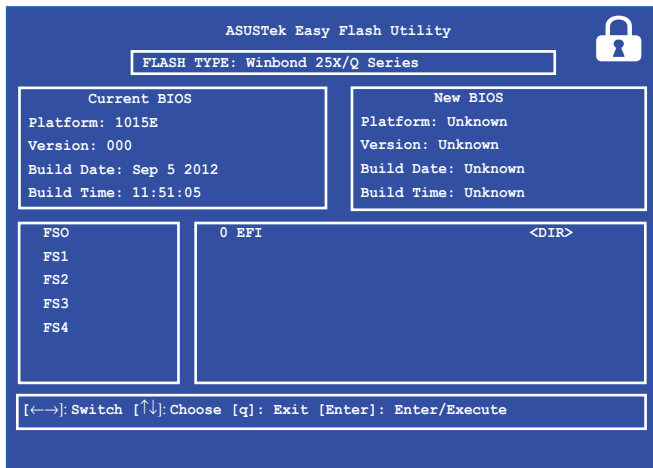 ASUSTek Easy Flash Utility
FLASH TYPE: Winbond 25X/Q Series
Current BIOS
Platform: 1015E
Version: 000
Build Date: Sep 5 2012
Build Time: 11:51:05
New BIOS
Platform: Unknown
Version: Unknown
Build Date: Unknown
Build Time: Unknown
FSO
FS1
FS2
FS3
FS4
0 EFI <DIR>
[←→]: Switch [↑↓]: Choose [q]: Exit [Enter]: Enter/Execute